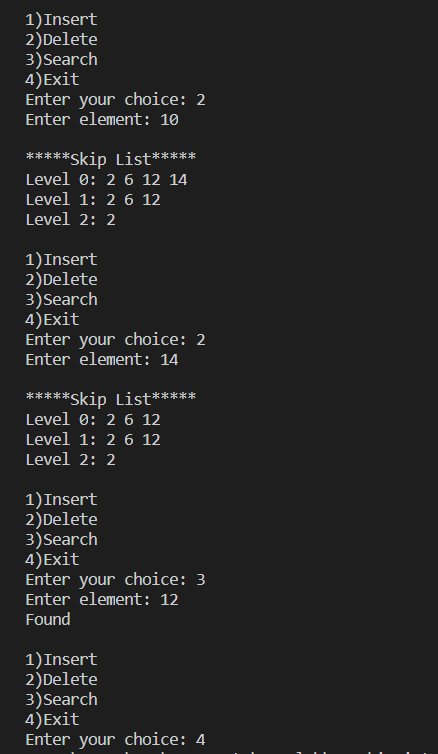 1)Insert
2)Delete
3)Search
4)Exit
Enter your choice: 2
Enter element: 10
*****Skip List*****
Level 0: 2 6 12 14
Level 1: 2 6 12
Level 2: 2
1)Insert
2)Delete
3)Search
4)Exit
Enter your choice: 2
Enter element: 14
*****Skip List*****
Level 0: 2 6 12
Level 1: 2 6 12
Level 2: 2
1)Insert
2)Delete
3)Search
4)Exit
Enter your choice: 3
Enter element: 12
Found
1)Insert
2)Delete
3)Search
4)Exit
Enter your choice: 4